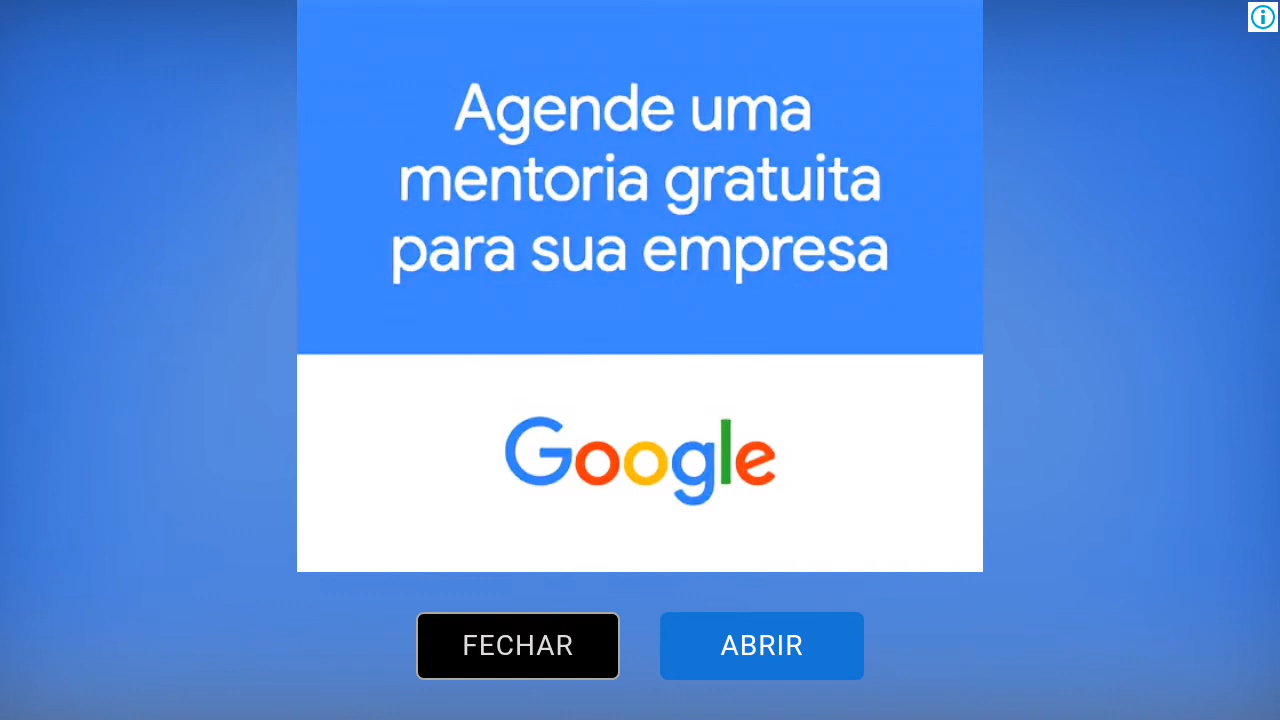 Agende uma
mentoria gratuita
para sua empresa
Google
FECHAR
ABRIR